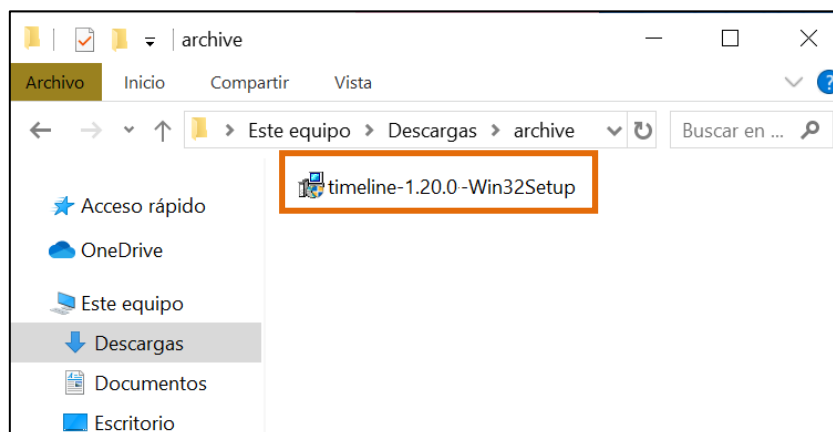 archive
Archivo Inicio Compartir Vista
Este equipo > Descargas > archive Buscar en ...
timeline-1.20.0--Win32Setup
Acceso rápido
OneDrive
Este equipo
Descargas
Documentos
Escritorio